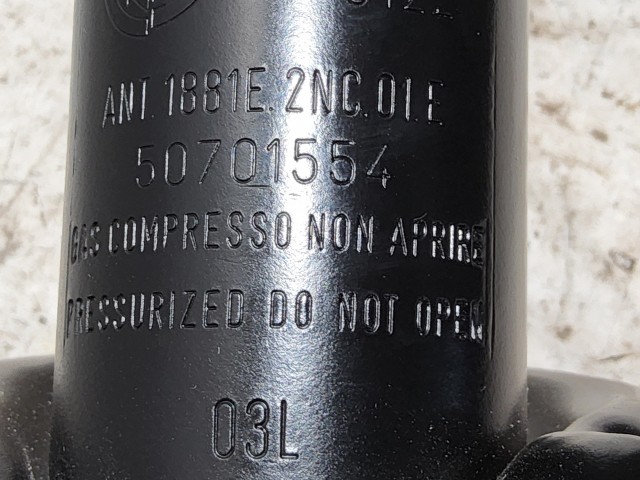 ANT.1881E.2NC.01.E
50701554
GAS COMPRESSO NON APRIRE
PRESSURIZED DO NOT OPEN
03L